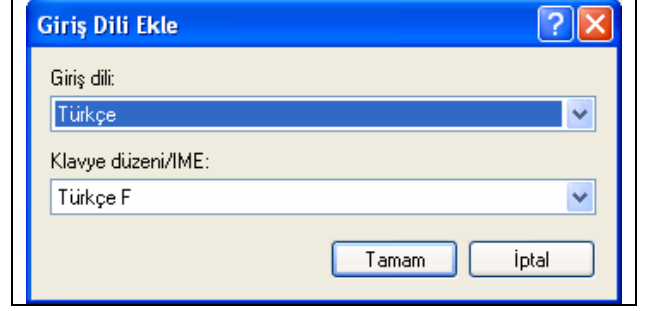 Giriş Dili Ekle
Giriş dili:
Türkçe
Klavye düzeni/IME:
Türkçe F
Tamam İptal